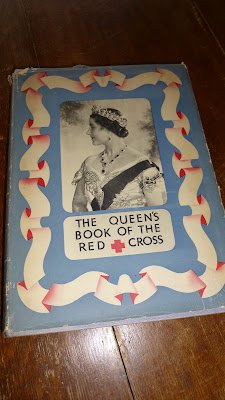 THE QUEEN'S
BOOK OF THE
RED CROSS